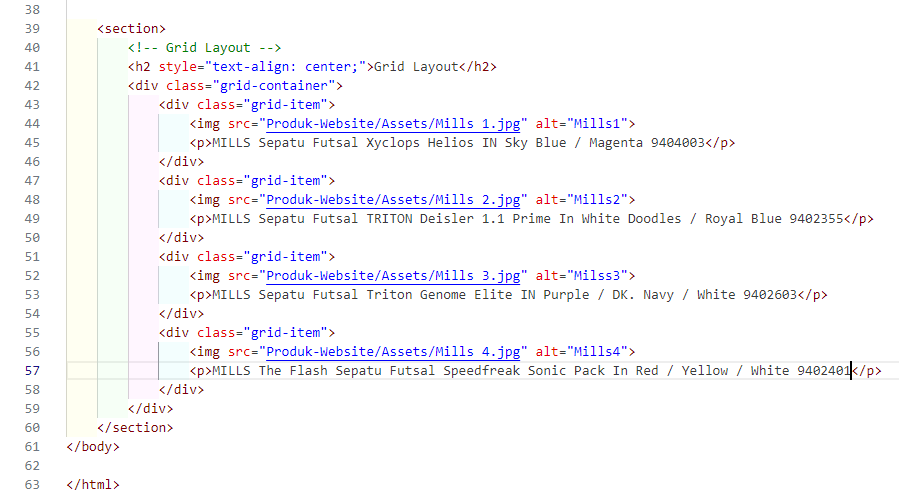 38
39 <section>
40 <!-- Grid Layout -->
41 <h2 style="text-align: center;">Grid Layout</h2>
42 <div class="grid-container">
43 <div class="grid-item">
44 <img src="Produk-Website/Assets/Mills 1.jpg" alt="Mills1">
45 <p>MILLS Sepatu Futsal Xyclops Helios IN Sky Blue / Magenta 9404003</p>
46 </div>
47 <div class="grid-item">
48 <img src="Produk-Website/Assets/Mills 2.jpg" alt="Mills2">
49 <p>MILLS Sepatu Futsal TRITON Deisler 1.1 Prime In White Doodles / Royal Blue 9402355</p>
50 </div>
51 <div class="grid-item">
52 <img src="Produk-Website/Assets/Mills 3.jpg" alt="Milss3">
53 <p>MILLS Sepatu Futsal Triton Genome Elite IN Purple / DK. Navy / White 9402603</p>
54 </div>
55 <div class="grid-item">
56 <img src="Produk-Website/Assets/Mills 4.jpg" alt="Mills4">
57 <p>MILLS The Flash Sepatu Futsal Speedfreak Sonic Pack In Red / Yellow / White 9402401</p>
58 </div>
59 </div>
60 </section>
61 </body>
62
63 </html>